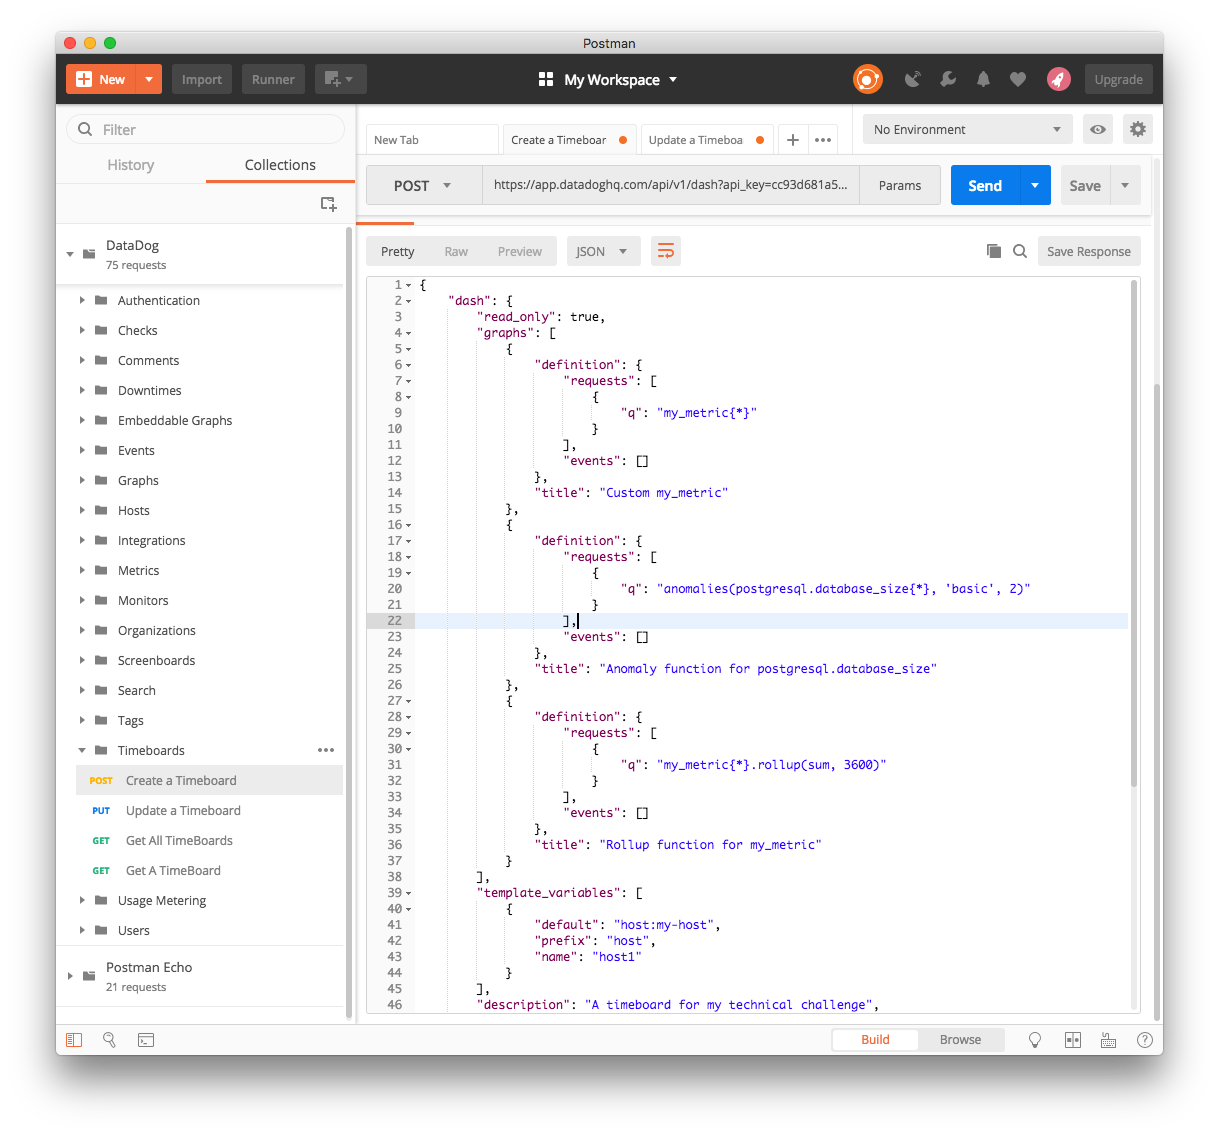 Postman
New
Import
Runner
My Workspace
Upgrade
Filter
History
Collections
DataDog
75 requests
Authentication
Checks
Comments
Downtimes
Embeddable Graphs
Events
Graphs
Hosts
Integrations
Metrics
Monitors
Organizations
Screenboards
Search
Tags
Timeboards
POST Create a Timeboard
PUT Update a Timeboard
GET Get All TimeBoards
GET Get A TimeBoard
Usage Metering
Users
Postman Echo
21 requests
New Tab
Create a Timeboar
Update a Timeboa
No Environment
POST
https://app.datadoghq.com/api/v1/dash?api_key=cc93d681a5...
Params
Send
Save
Pretty
Raw
Preview
JSON
Save Response
1 {
2 "dash": {
3 "read_only": true,
4 "graphs": [
5 {
6 "definition": {
7 "requests": [
8 {
9 "q": "my_metric{*}"
10 }
11 ],
12 "events": []
13 },
14 "title": "Custom my_metric"
15 },
16 {
17 "definition": {
18 "requests": [
19 {
20 "q": "anomalies(postgresql.database_size{*}, 'basic', 2)"
21 }
22 ],
23 "events": []
24 },
25 "title": "Anomaly function for postgresql.database_size"
26 },
27 {
28 "definition": {
29 "requests": [
30 {
31 "q": "my_metric{*}.rollup(sum, 3600)"
32 }
33 ],
34 "events": []
35 },
36 "title": "Rollup function for my_metric"
37 }
38 ],
39 "template_variables": [
40 {
41 "default": "host:my-host",
42 "prefix": "host",
43 "name": "host1"
44 }
45 ],
46 "description": "A timeboard for my technical challenge",
Build
Browse